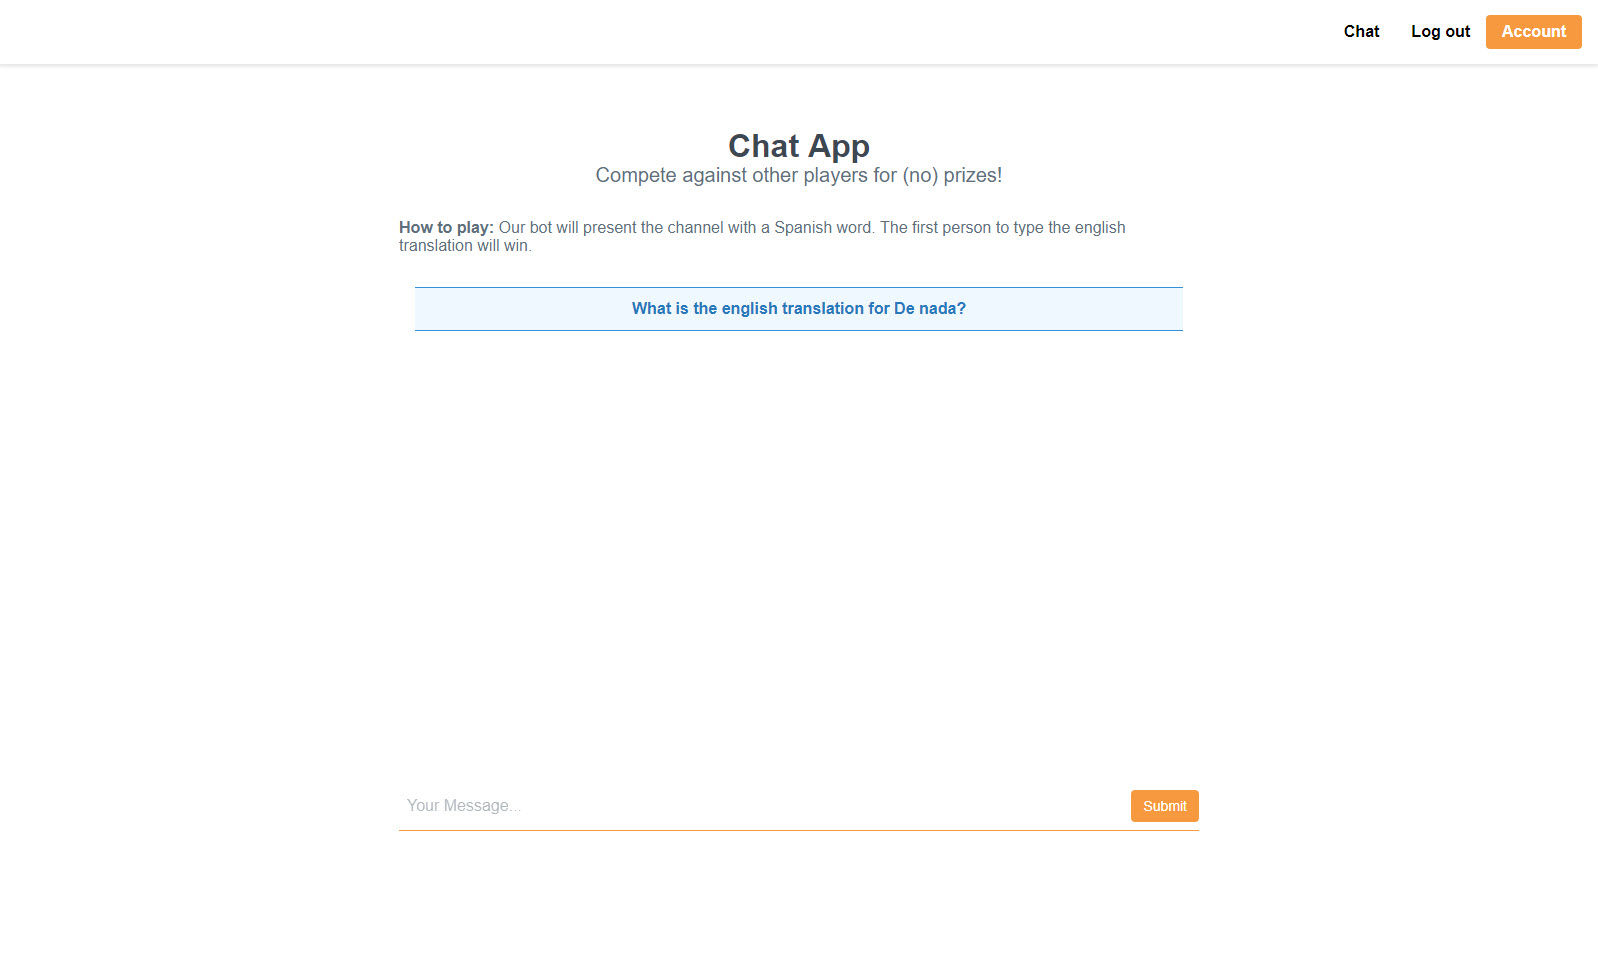 Chat
Log out
Account
Chat App
Compete against other players for (no) prizes!
How to play: Our bot will present the channel with a Spanish word. The first person to type the english
translation will win.
What is the english translation for De nada?
Your Message...
Submit